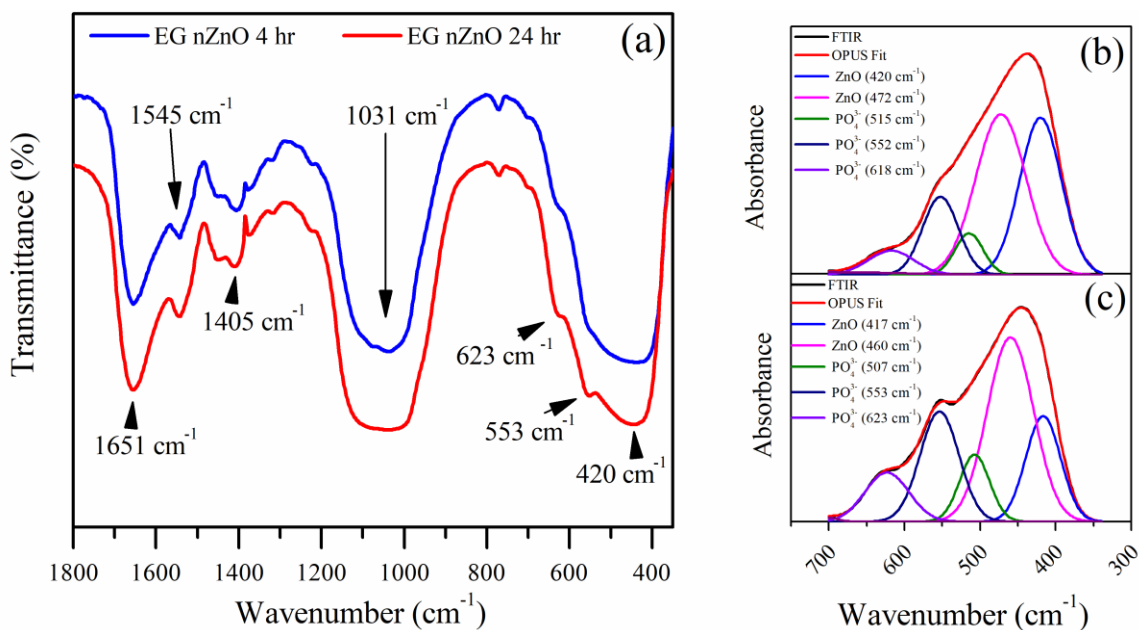 EG nZnO 4 hr
EG nZnO 24 hr
(a)
1545 cm⁻¹
1031 cm⁻¹
1405 cm⁻¹
623 cm⁻¹
1651 cm⁻¹
553 cm⁻¹
420 cm⁻¹
Transmittance (%)
1800 1600 1400 1200 1000 800 600 400
Wavenumber (cm⁻¹)
(b)
FTIR
OPUS Fit
ZnO (420 cm⁻¹)
ZnO (472 cm⁻¹)
PO₄³⁻ (515 cm⁻¹)
PO₄³⁻ (552 cm⁻¹)
PO₄³⁻ (618 cm⁻¹)
Absorbance
(c)
FTIR
OPUS Fit
ZnO (417 cm⁻¹)
ZnO (460 cm⁻¹)
PO₄³⁻ (507 cm⁻¹)
PO₄³⁻ (553 cm⁻¹)
PO₄³⁻ (623 cm⁻¹)
Absorbance
700 600 500 400 300
Wavenumber (cm⁻¹)